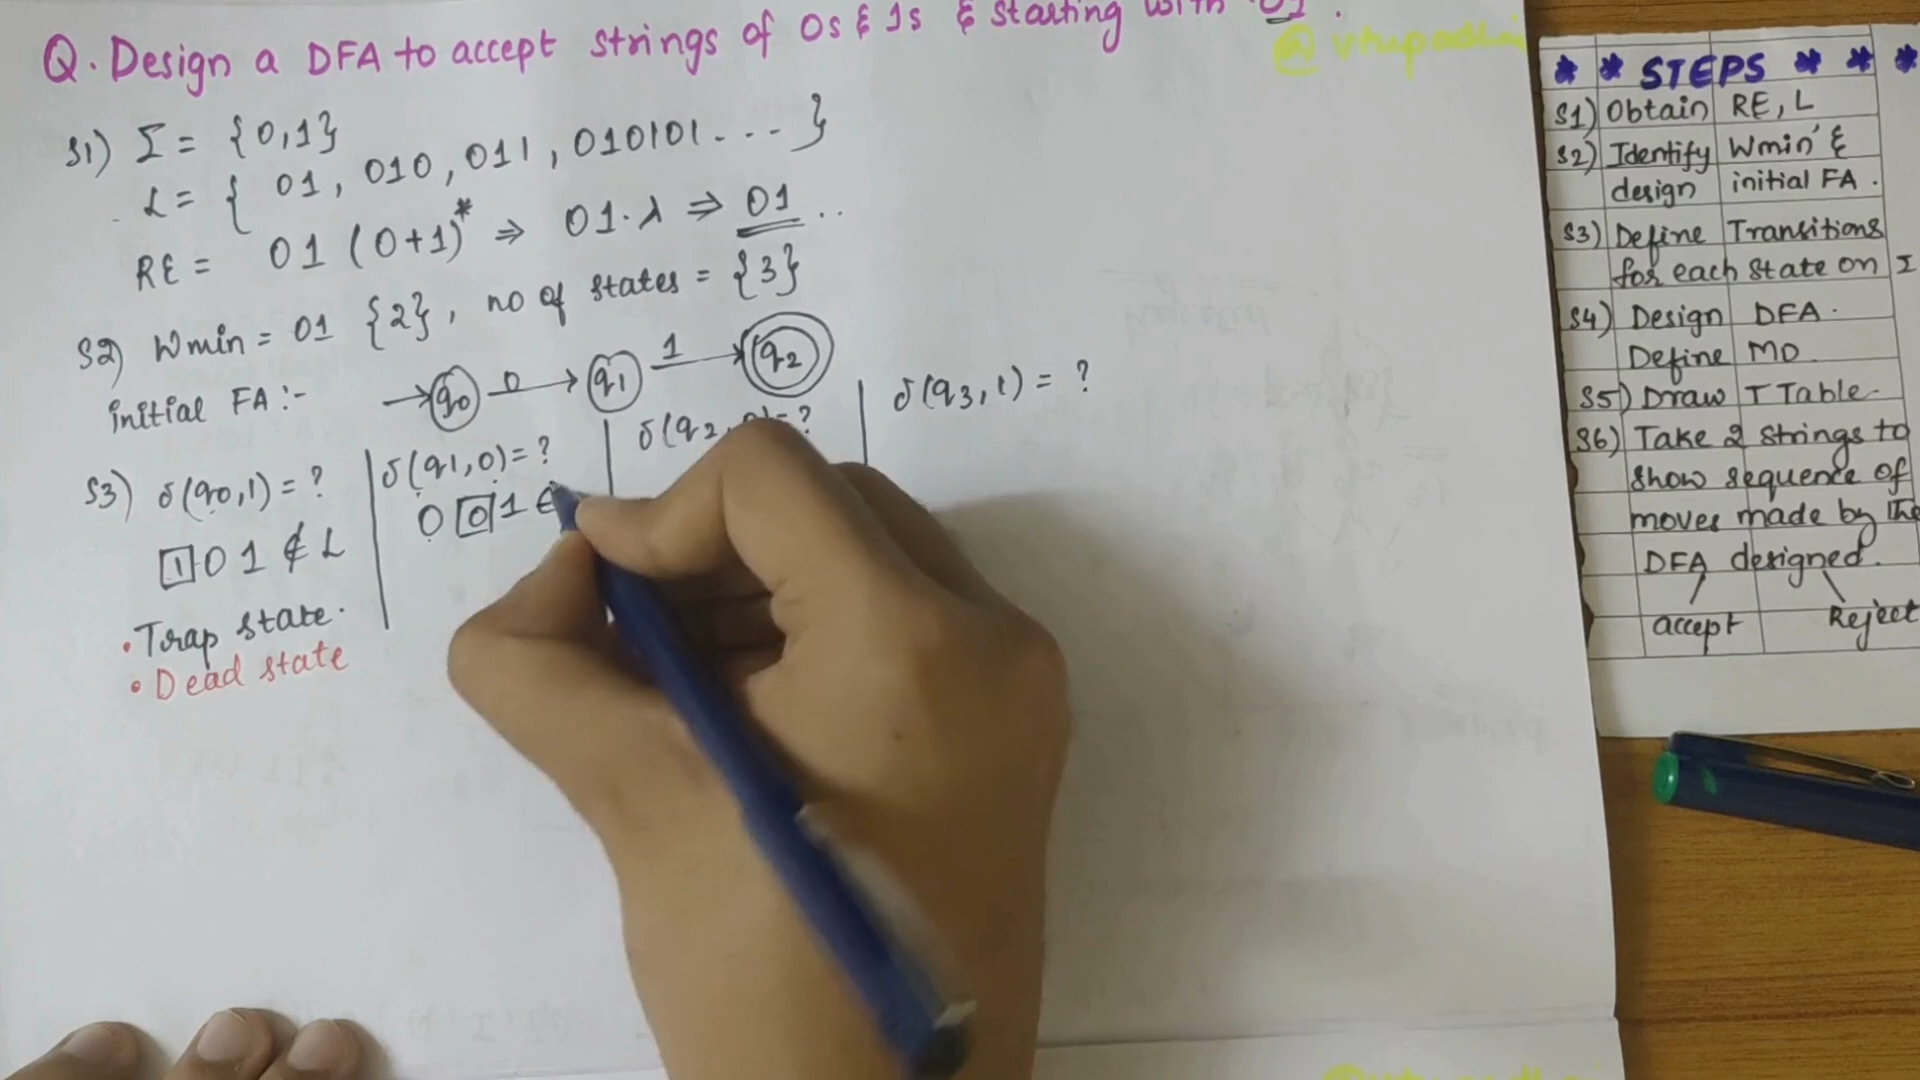 Q. Design a DFA to accept strings of 0s & 1s & starting with '01'.
S1) Σ = {0,1}
L = { 01, 010, 011, 010101 - - - }
RE = 01 (0+1)* ⇒ 01.λ ⇒ 01 ..
S2) Wmin = 01 {2}, no of states = {3}
initial FA :- → q0 0 → q1 1 → q2
S3) δ(q0,1) = ?
1 0 1 ∉ L
• Trap state.
• Dead state
δ(q1,0) = ?
0 0 1
δ(q2, = ?
δ(q3,1) = ?
* * STEPS * * *
S1) Obtain RE, L
S2) Identify Wmin' &
design initial FA.
S3) Define Transitions
for each state on Σ
S4) Design DFA.
Define MD
S5) Draw T Table-
S6) Take 2 strings to
show sequence of
moves made by the
DFA designed.
accept Reject